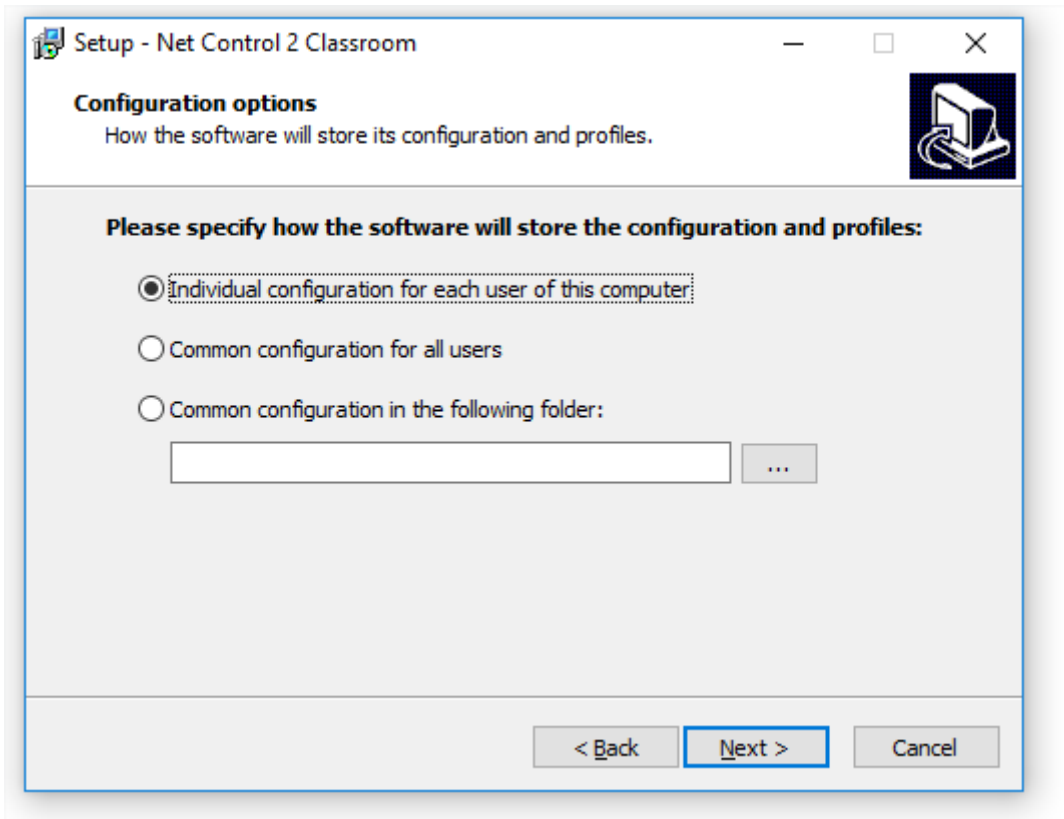 Setup - Net Control 2 Classroom
Configuration options
How the software will store its configuration and profiles.
Please specify how the software will store the configuration and profiles:
Individual configuration for each user of this computer
Common configuration for all users
Common configuration in the following folder:
...
< Back Next > Cancel